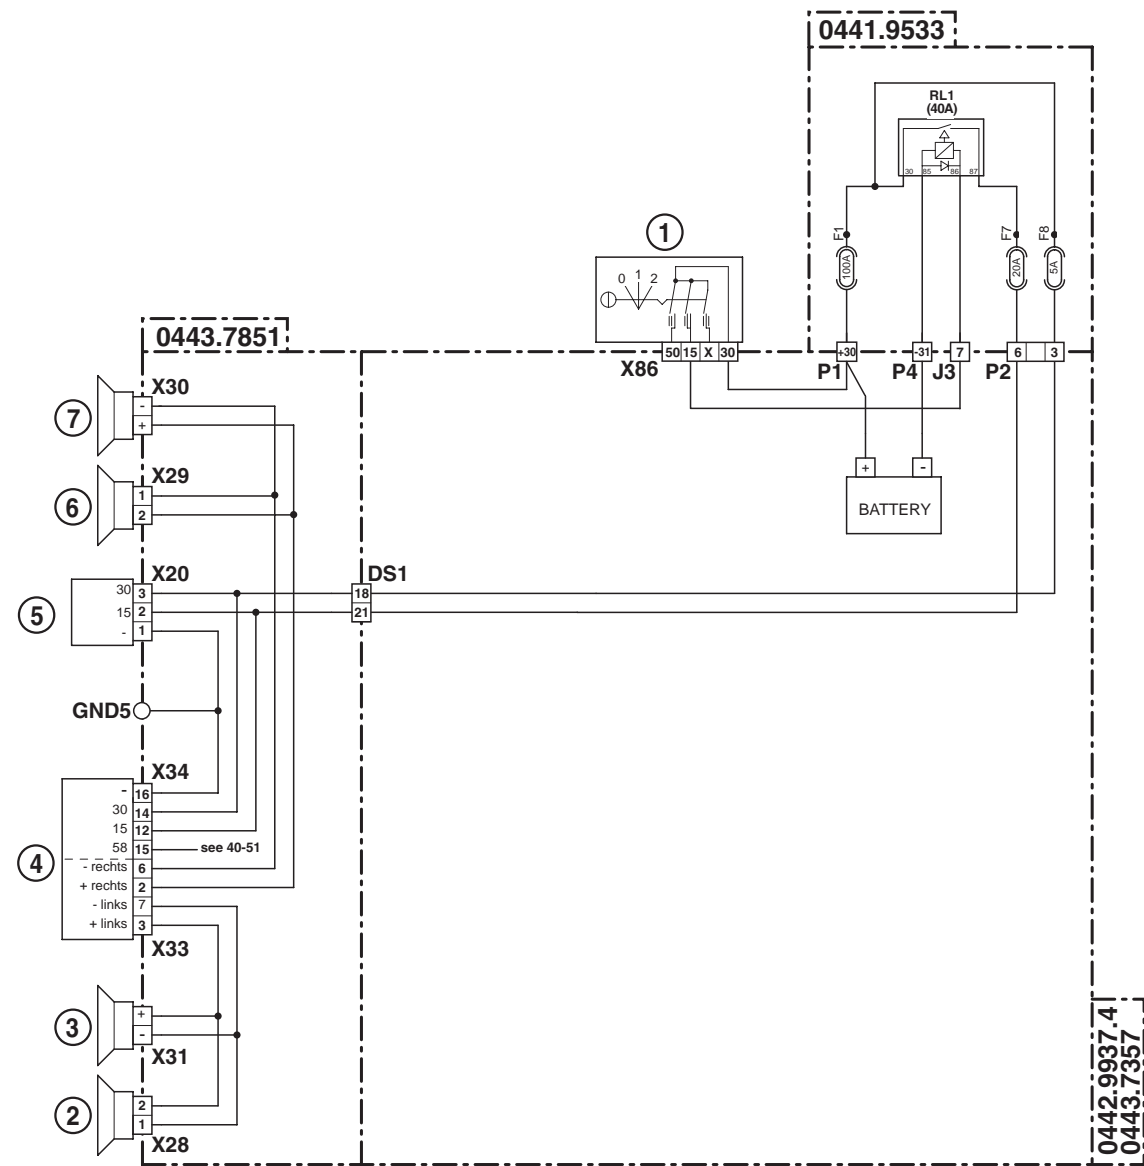 0441.9533
RL1
(40A)
30 85 86 87
F1 F7 F8
100A 20A 5A
1
0 1 2
50 15 X 30
+30 -31 7 6 3
X86 P1 P4 J3 P2
0443.7851
+ -
BATTERY
X30
7
-
+
X29
6
1
2
X20 DS1
5
30 3 18
15 2 21
- 1
GND5
X34
4
- 16
30 14
15 12
58 15 see 40-51
- rechts 6
+ rechts 2
- links 7
+ links 3
X33
3
+
-
X31
2
2
1
X28
0442.9937.4
0443.7357